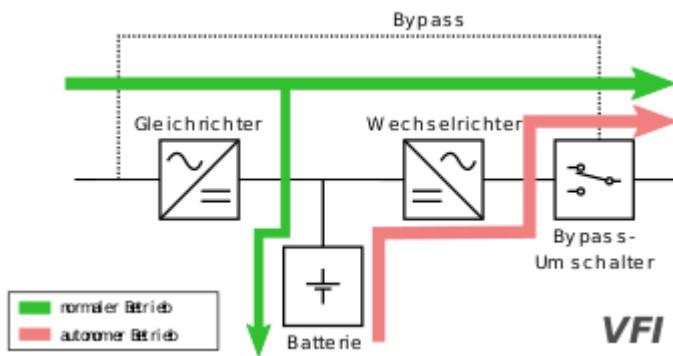 Bypass
Gleichrichter
Wechselrichter
Bypass-
Umschalter
Batterie
normaler Betrieb
autonomer Betrieb
VFI